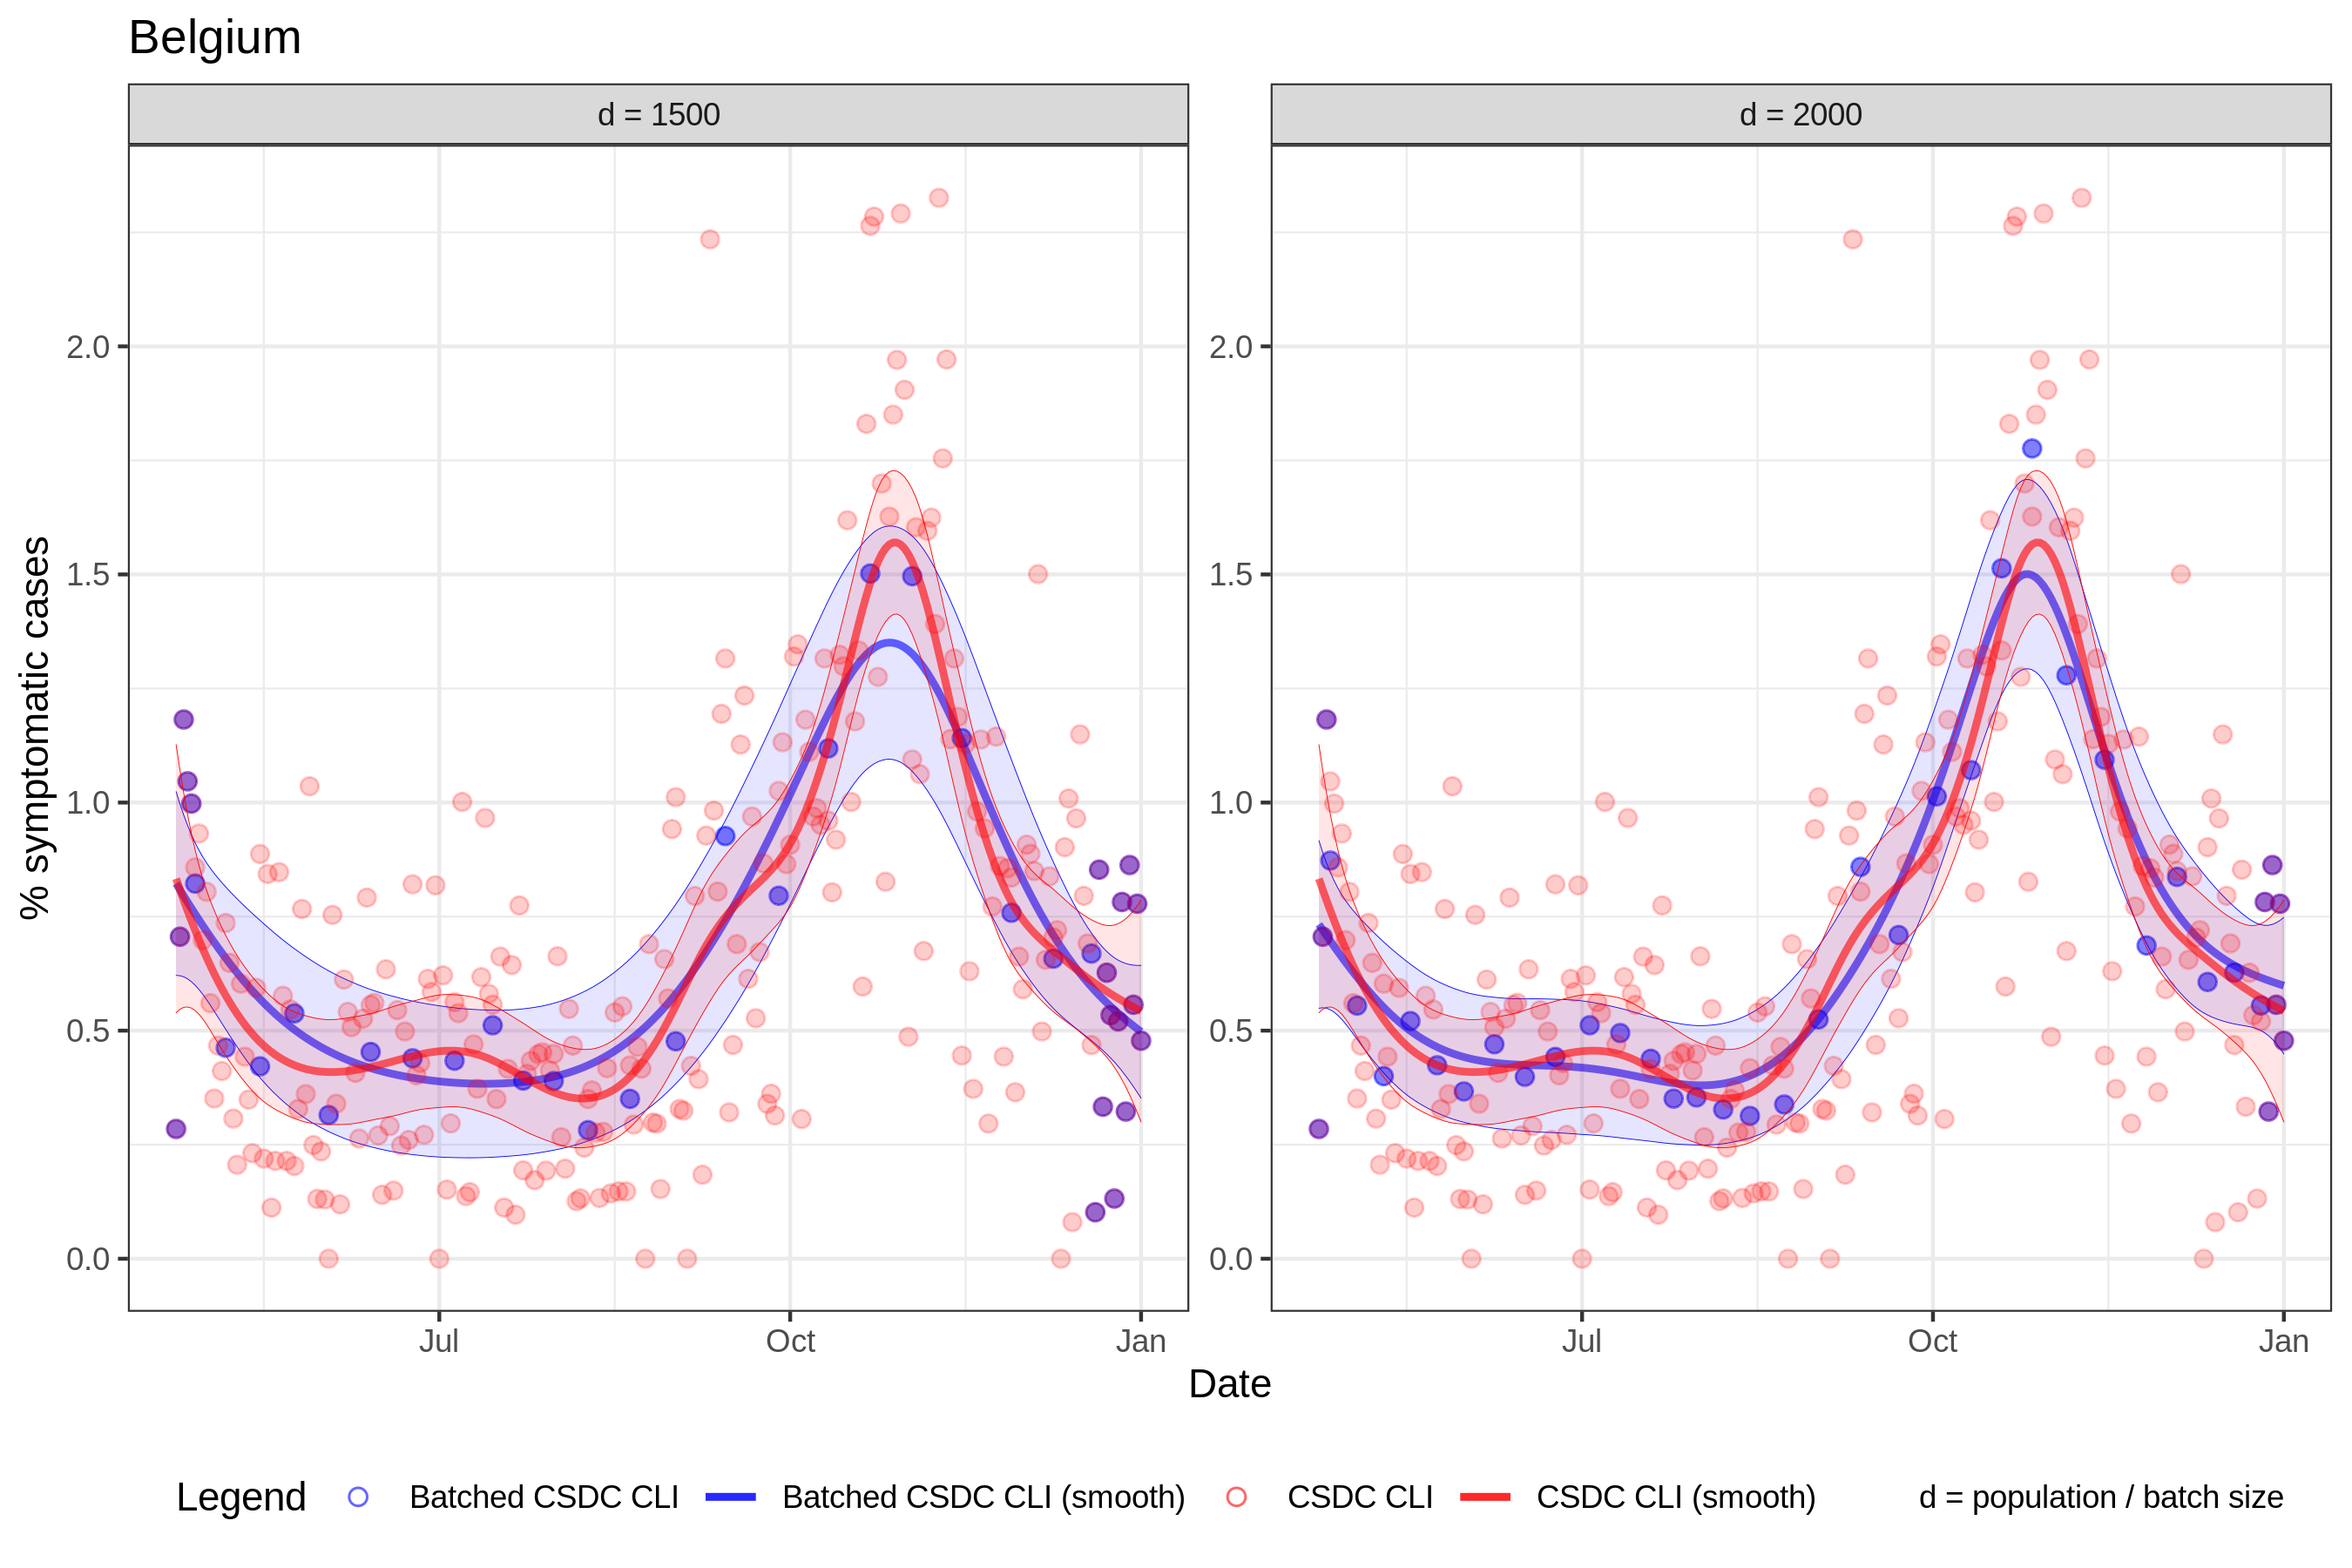 Belgium
d = 1500
d = 2000
% symptomatic cases
2.0
1.5
1.0
0.5
0.0
2.0
1.5
1.0
0.5
0.0
Jul Oct Jan
Jul Oct Jan
Date
Legend Batched CSDC CLI Batched CSDC CLI (smooth) CSDC CLI CSDC CLI (smooth) d = population / batch size